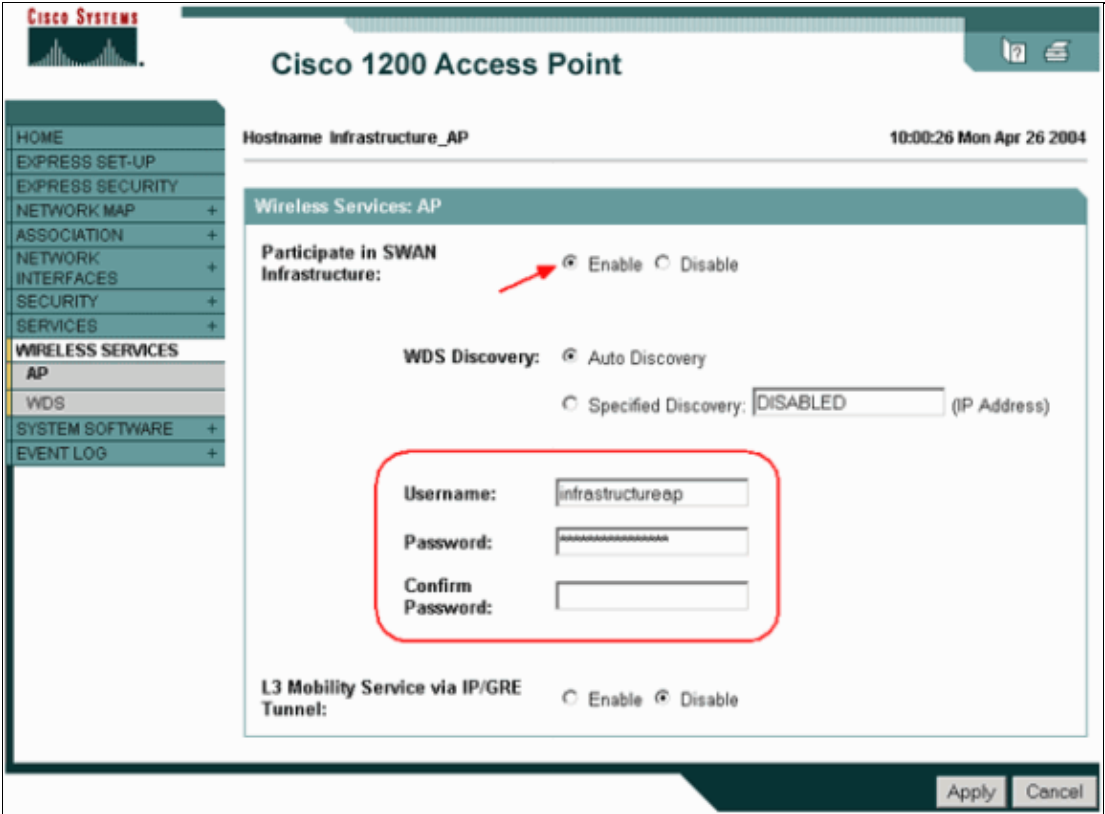 CISCO SYSTEMS
Cisco 1200 Access Point
HOME
EXPRESS SET-UP
EXPRESS SECURITY
NETWORK MAP +
ASSOCIATION +
NETWORK
INTERFACES +
SECURITY +
SERVICES +
WIRELESS SERVICES
AP
WDS
SYSTEM SOFTWARE +
EVENT LOG +
Hostname Infrastructure_AP 10:00:26 Mon Apr 26 2004
Wireless Services: AP
Participate in SWAN
Infrastructure:
Enable Disable
WDS Discovery: Auto Discovery
Specified Discovery: DISABLED (IP Address)
Username: infrastructureap
Password: ****************
Confirm
Password:
L3 Mobility Service via IP/GRE
Tunnel:
Enable Disable
Apply Cancel